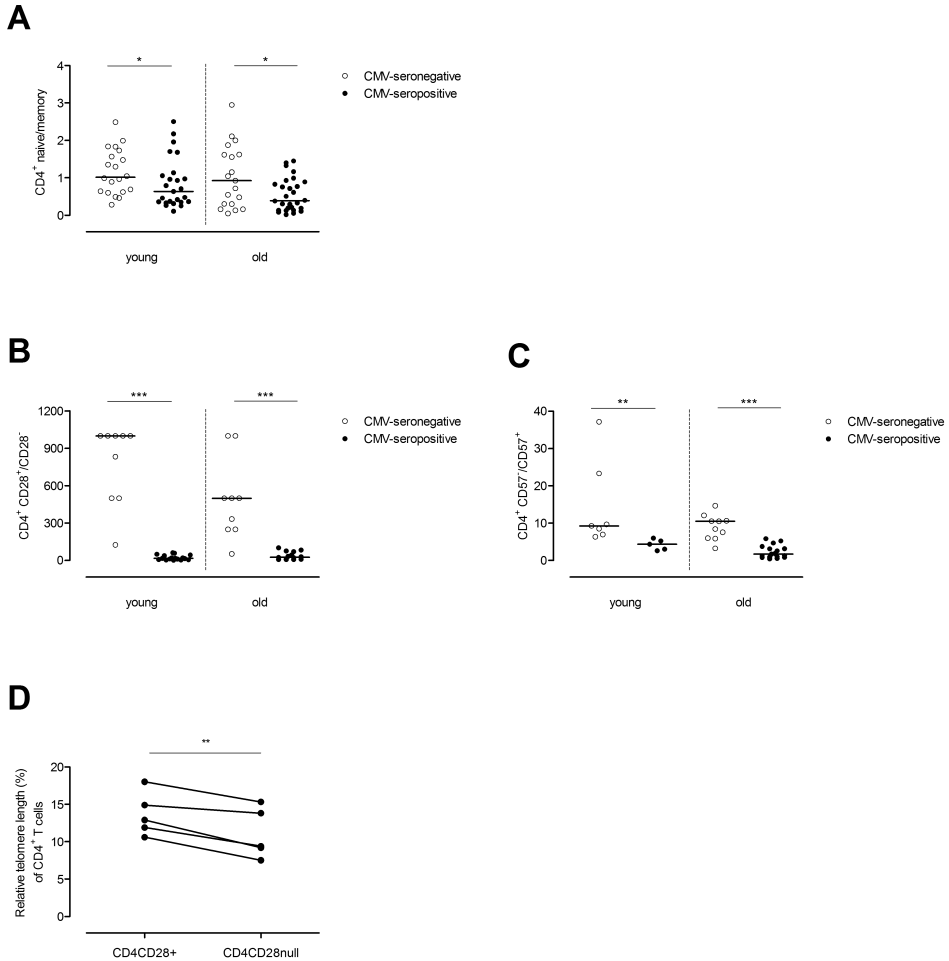 A
* *
4
3
2
1
0
CD4+ naive/memory
young old
CMV-seronegative
CMV-seropositive
B
*** ***
1200
900
600
300
0
CD4+ CD28+/CD28-
young old
CMV-seronegative
CMV-seropositive
C
** ***
40
30
20
10
0
CD4+ CD57-/CD57+
young old
CMV-seronegative
CMV-seropositive
D
**
20
15
10
5
0
Relative telomere length (%)
of CD4+ T cells
CD4CD28+ CD4CD28null